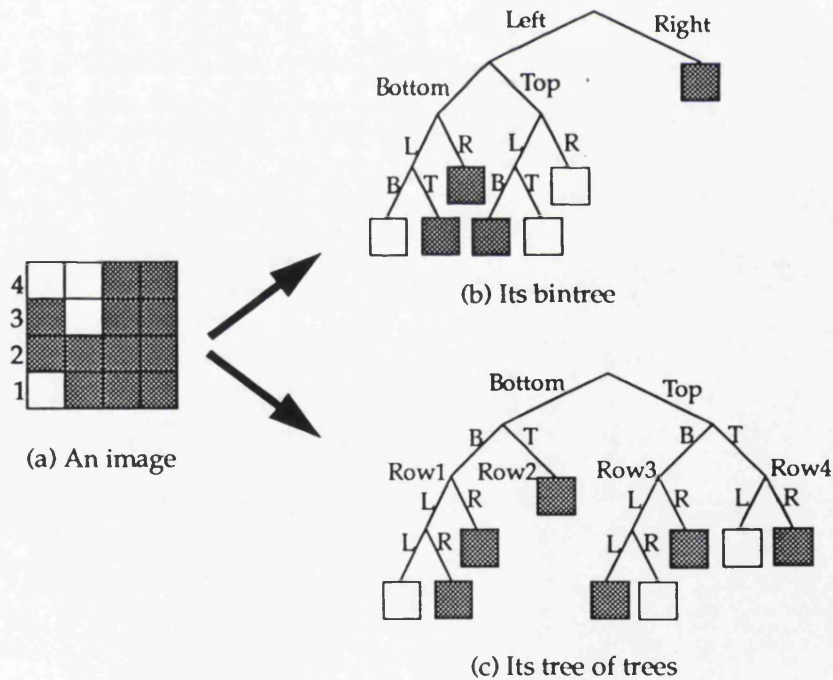 Left Right
Bottom Top
L R L R
B T B T
(b) Its bintree
4
3
2
1
(a) An image
Bottom Top
B T B T
Row1 Row2 Row3 Row4
L R L R L R
L R L R
(c) Its tree of trees